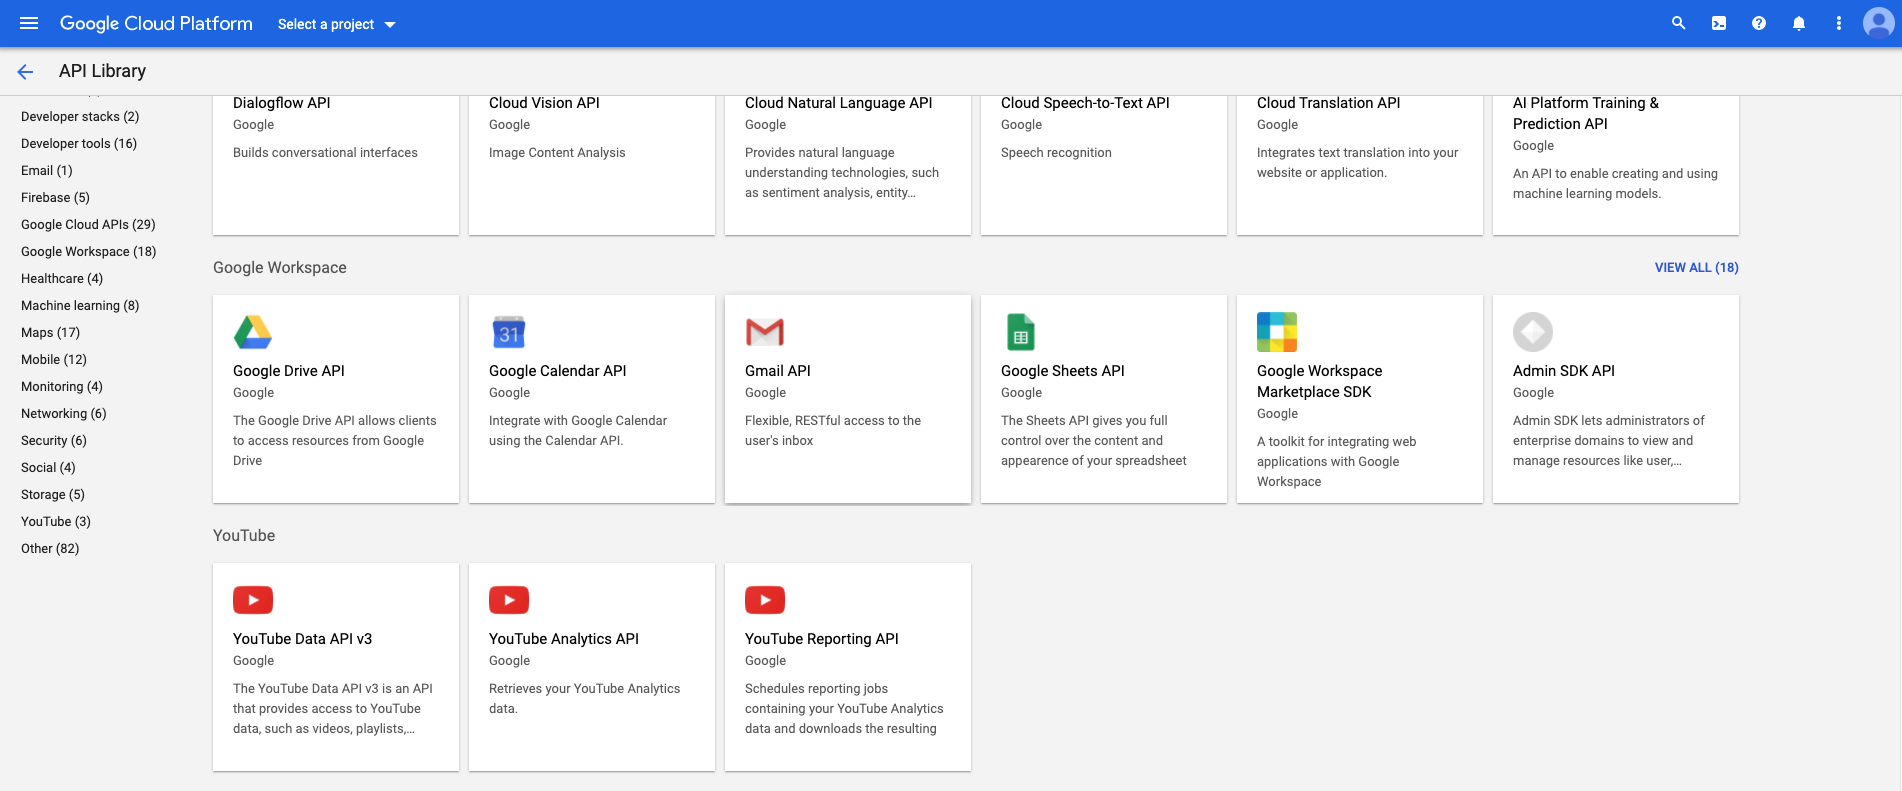 Google Cloud Platform
Select a project
API Library
Developer stacks (2)
Developer tools (16)
Email (1)
Firebase (5)
Google Cloud APIs (29)
Google Workspace (18)
Healthcare (4)
Machine learning (8)
Maps (17)
Mobile (12)
Monitoring (4)
Networking (6)
Security (6)
Social (4)
Storage (5)
YouTube (3)
Other (82)
Dialogflow API
Google
Builds conversational interfaces
Cloud Vision API
Google
Image Content Analysis
Cloud Natural Language API
Google
Provides natural language
understanding technologies, such
as sentiment analysis, entity...
Cloud Speech-to-Text API
Google
Speech recognition
Cloud Translation API
Google
Integrates text translation into your
website or application.
AI Platform Training &
Prediction API
Google
An API to enable creating and using
machine learning models.
Google Workspace
VIEW ALL (18)
Google Drive API
Google
The Google Drive API allows clients
to access resources from Google
Drive
31
Google Calendar API
Google
Integrate with Google Calendar
using the Calendar API.
Gmail API
Google
Flexible, RESTful access to the
user's inbox
Google Sheets API
Google
The Sheets API gives you full
control over the content and
appearence of your spreadsheet
Google Workspace
Marketplace SDK
Google
A toolkit for integrating web
applications with Google
Workspace
Admin SDK API
Google
Admin SDK lets administrators of
enterprise domains to view and
manage resources like user,...
YouTube
YouTube Data API v3
Google
The YouTube Data API v3 is an API
that provides access to YouTube
data, such as videos, playlists,...
YouTube Analytics API
Google
Retrieves your YouTube Analytics
data.
YouTube Reporting API
Google
Schedules reporting jobs
containing your YouTube Analytics
data and downloads the resulting